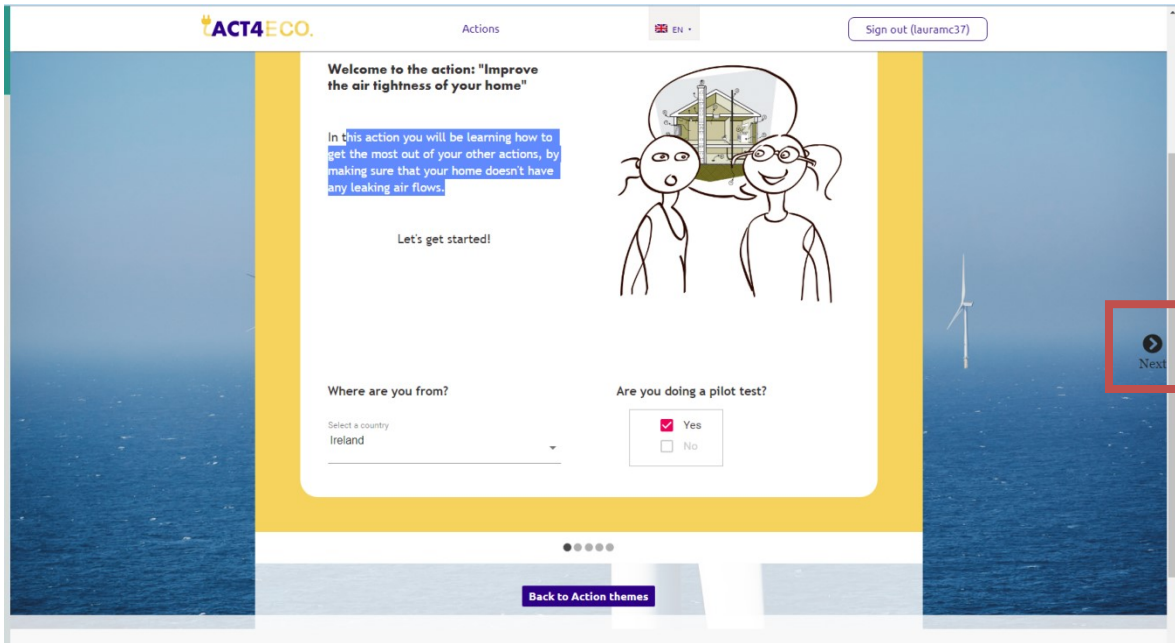 ACT4ECO.
Actions
EN
Sign out (lauramc37)
Welcome to the action: "Improve
the air tightness of your home"
In this action you will be learning how to
get the most out of your other actions, by
making sure that your home doesn't have
any leaking air flows.
Let's get started!
Where are you from?
Are you doing a pilot test?
Select a country
Ireland
Yes
No
Next
Back to Action themes